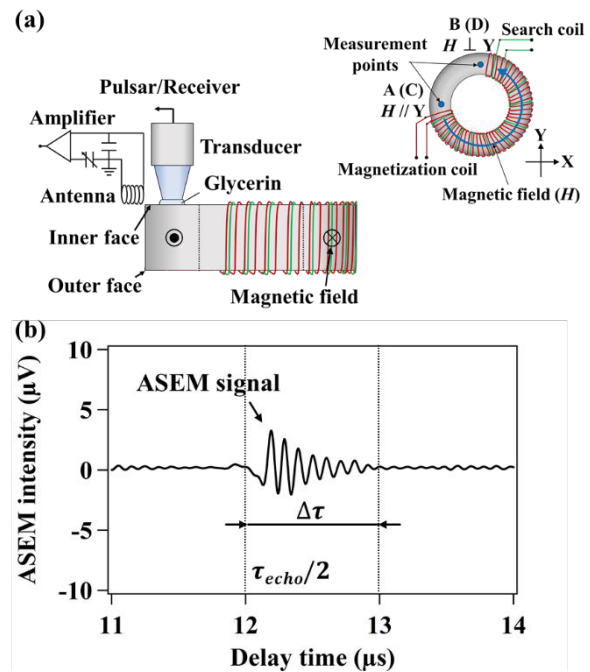 (a)
B (D)
H ⊥ Y
Search coil
Measurement
points
A (C)
H // Y
Magnetization coil
Y
X
Magnetic field (H)
Pulsar/Receiver
Amplifier
Transducer
Antenna
Glycerin
Inner face
Outer face
Magnetic field
(b)
ASEM intensity (μV)
10
5
0
-5
-10
ASEM signal
Δτ
τecho/2
11
12
13
14
Delay time (μs)